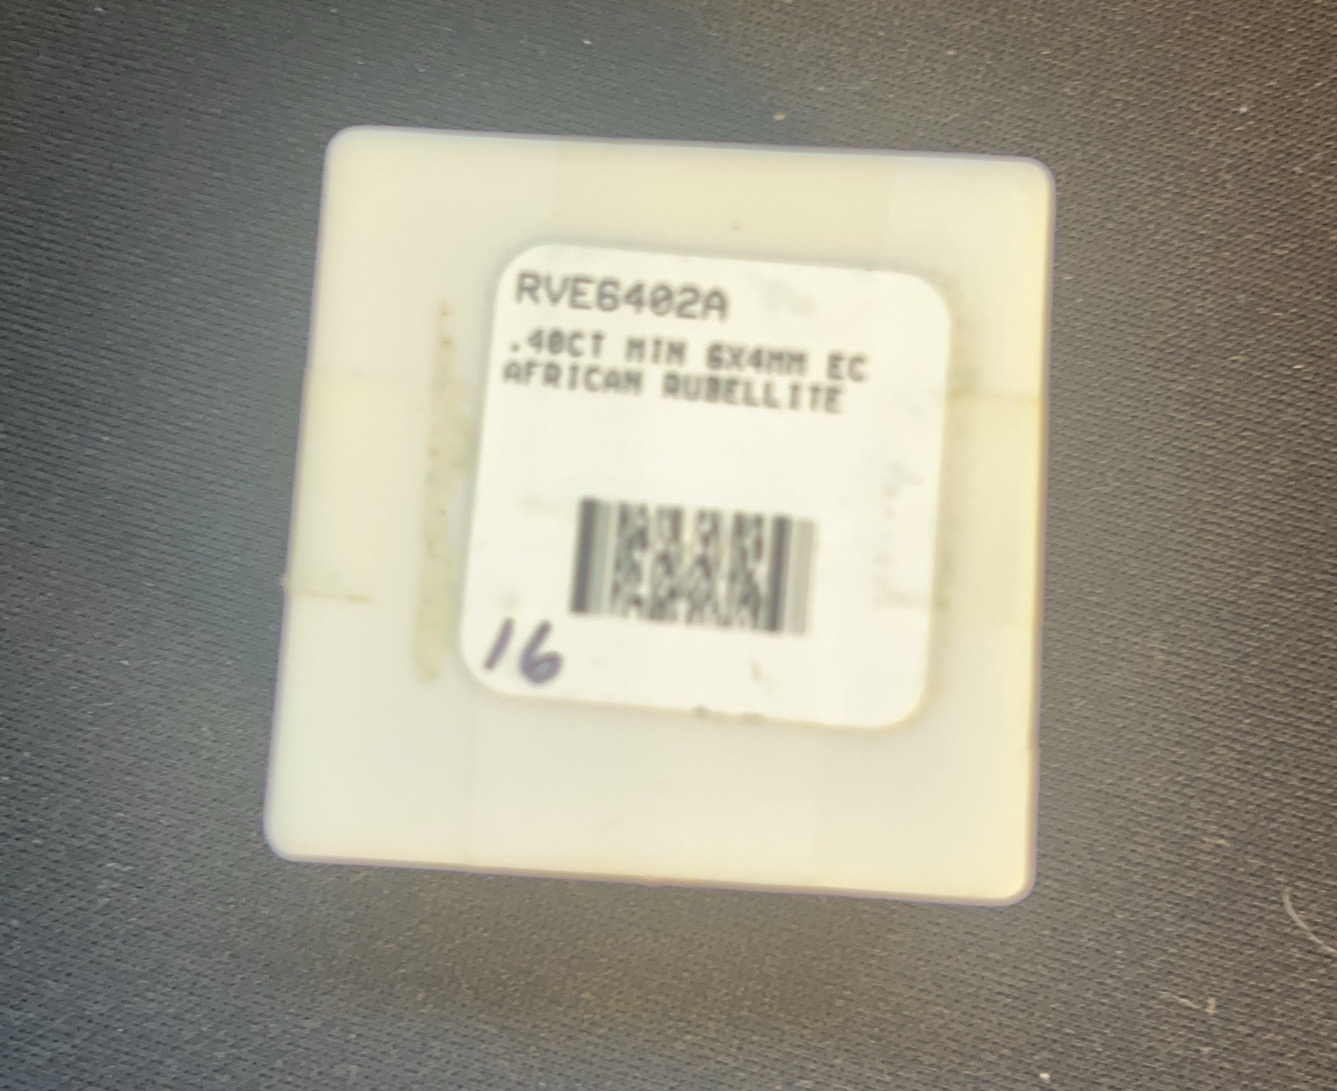 RVE6402A
.40CT MIN 6X4MM EC
AFRICAN RUBELLITE
16